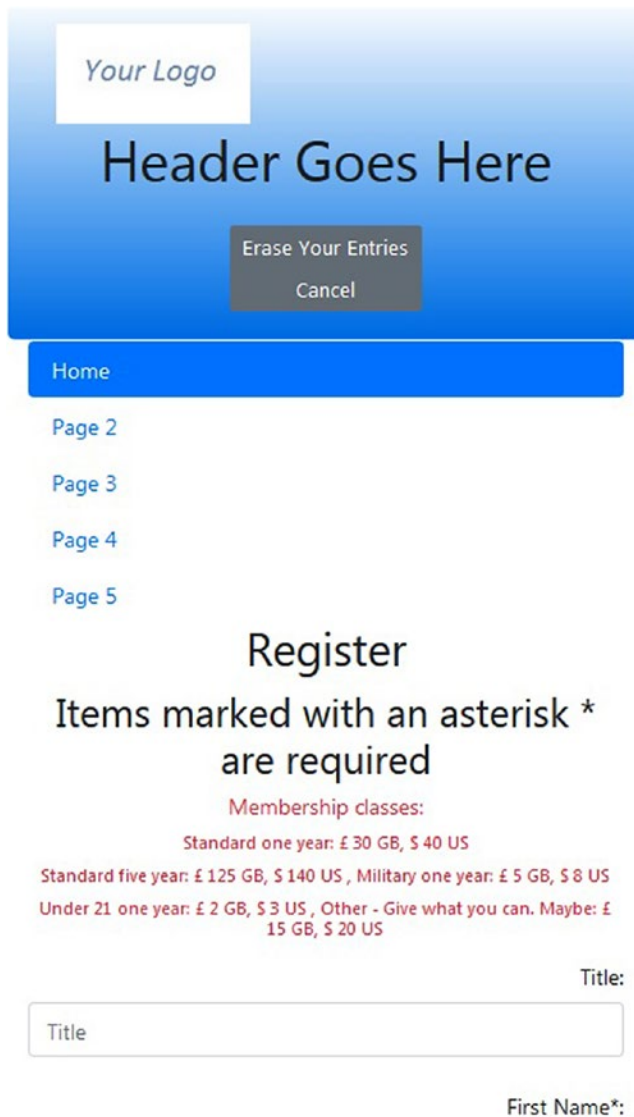 Your Logo
Header Goes Here
Erase Your Entries
Cancel
Home
Page 2
Page 3
Page 4
Page 5
Register
Items marked with an asterisk *
are required
Membership classes:
Standard one year: £ 30 GB, $ 40 US
Standard five year: £ 125 GB, $ 140 US , Military one year: £ 5 GB, $ 8 US
Under 21 one year: £ 2 GB, $ 3 US , Other - Give what you can. Maybe: £
15 GB, $ 20 US
Title:
Title
First Name*: